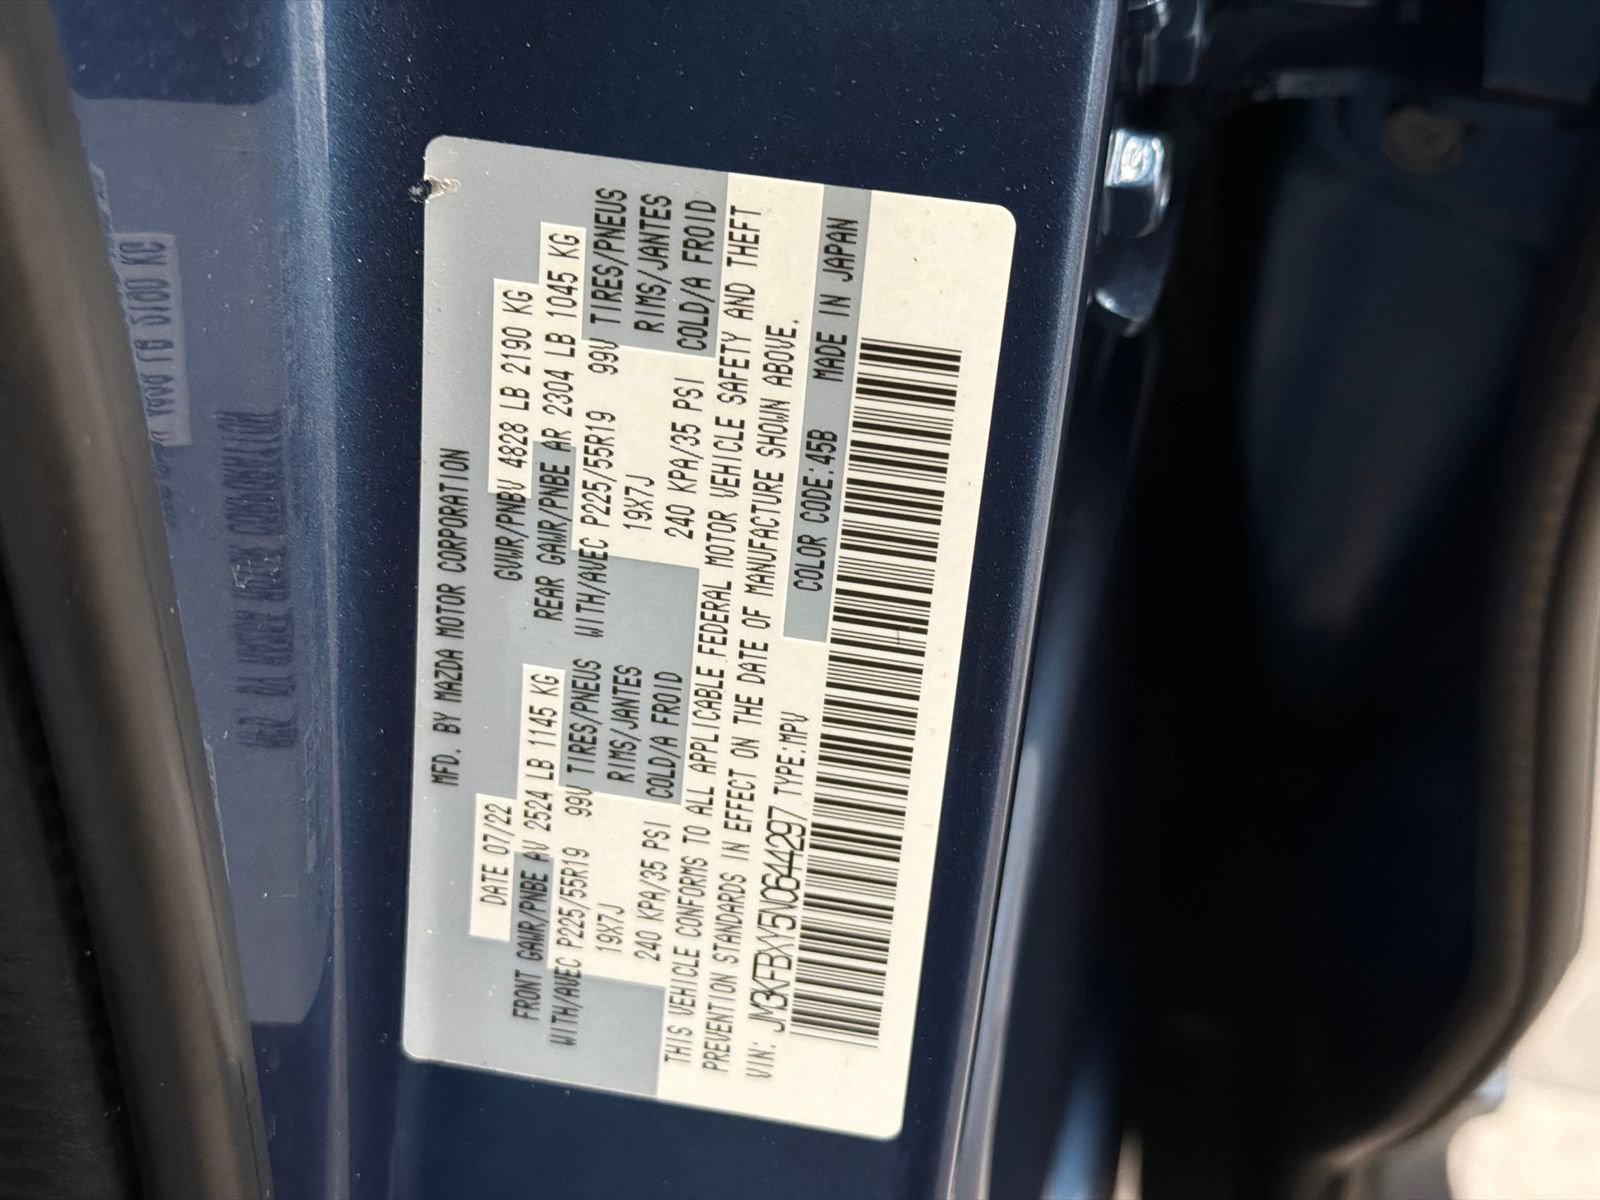 MFD. BY MAZDA MOTOR CORPORATION
DATE 07/22 GVWR/PNBV 4828 LB 2190 KG
FRONT GAWR/PNBE AV 2524 LB 1145 KG REAR GAWR/PNBE AR 2304 LB 1045 KG
WITH/AVEC P225/55R19 99V TIRES/PNEUS WITH/AVEC P225/55R19 99V TIRES/PNEUS
19X7J RIMS/JANTES 19X7J RIMS/JANTES
240 KPA/35 PSI COLD/A FROID 240 KPA/35 PSI COLD/A FROID
THIS VEHICLE CONFORMS TO ALL APPLICABLE FEDERAL MOTOR VEHICLE SAFETY AND THEFT
PREVENTION STANDARDS IN EFFECT ON THE DATE OF MANUFACTURE SHOWN ABOVE.
VIN: JM3KFBXY5N0644297 TYPE:MPV COLOR CODE:45B MADE IN JAPAN